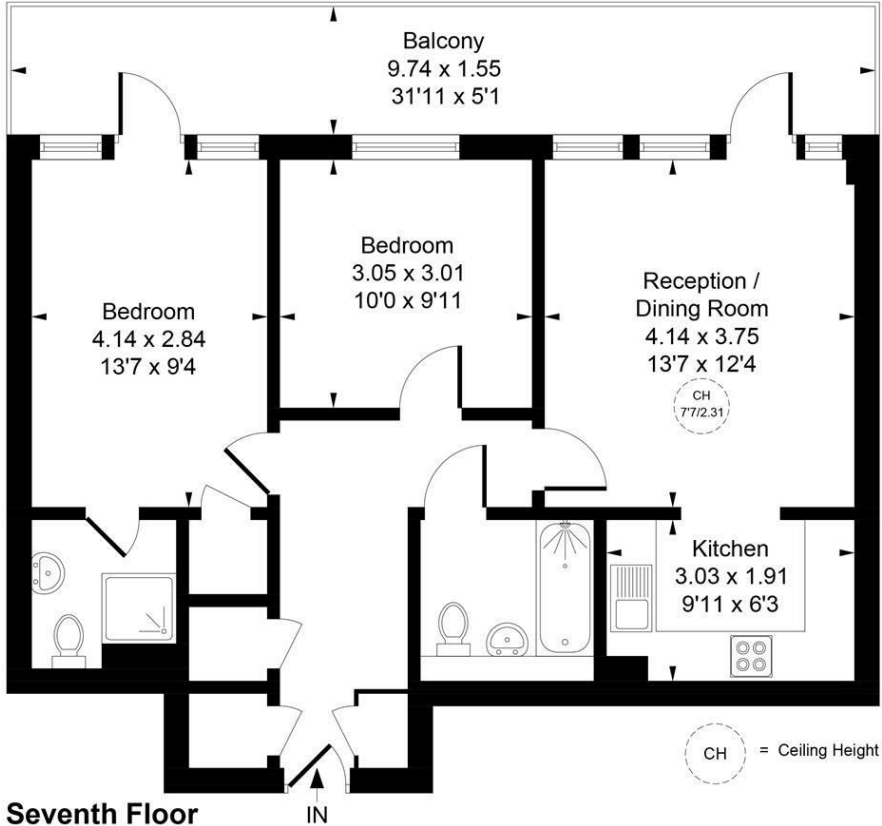 Balcony
9.74 x 1.55
31'11 x 5'1
Bedroom
4.14 x 2.84
13'7 x 9'4
Bedroom
3.05 x 3.01
10'0 x 9'11
Reception /
Dining Room
4.14 x 3.75
13'7 x 12'4
CH
7'7/2.31
Kitchen
3.03 x 1.91
9'11 x 6'3
CH = Ceiling Height
Seventh Floor
IN